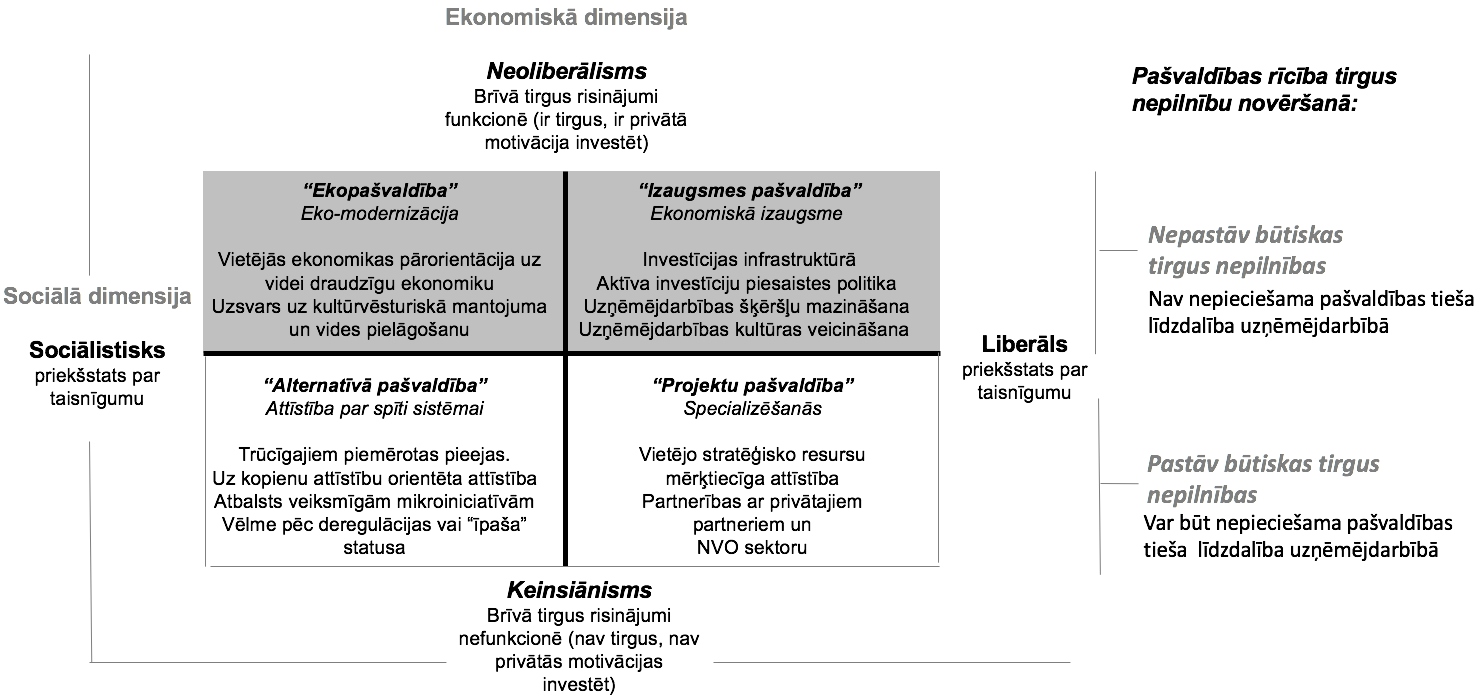 Ekonomiskā dimensija
Neoliberālisms
Brīvā tirgus risinājumi
funkcionē (ir tirgus, ir privātā
motivācija investēt)
Pašvaldības rīcība tirgus
nepilnību novēršanā:
“Ekopašvaldība”
Eko-modernizācija
Vietējās ekonomikas pārorientācija uz
videi draudzīgu ekonomiku
Uzsvars uz kultūrvēsturiskā mantojuma
un vides pielāgošanu
“Izaugsmes pašvaldība”
Ekonomiskā izaugsme
Investīcijas infrastruktūrā
Aktīva investīciju piesaistes politika
Uzņēmējdarbības šķēršļu mazināšana
Uzņēmējdarbības kultūras veicināšana
Nepastāv būtiskas
tirgus nepilnības
Nav nepieciešama pašvaldības tieša
līdzdalība uzņēmējdarbībā
Sociālā dimensija
Sociālistisks
priekšstats par
taisnīgumu
Liberāls
priekšstats par
taisnīgumu
“Alternatīvā pašvaldība”
Attīstība par spīti sistēmai
Trūcīgajiem piemērotas pieejas.
Uz kopienu attīstību orientēta attīstība
Atbalsts veiksmīgām mikroiniciatīvām
Vēlme pēc deregulācijas vai “īpaša”
statusa
“Projektu pašvaldība”
Specializēšanās
Vietējo stratēģisko resursu
mērķtiecīga attīstība
Partnerības ar privātajiem
partneriem un
NVO sektoru
Pastāv būtiskas tirgus
nepilnības
Var būt nepieciešama pašvaldības
tieša līdzdalība uzņēmējdarbībā
Keinsiānisms
Brīvā tirgus risinājumi
nefunkcionē (nav tirgus, nav
privātās motivācijas
investēt)